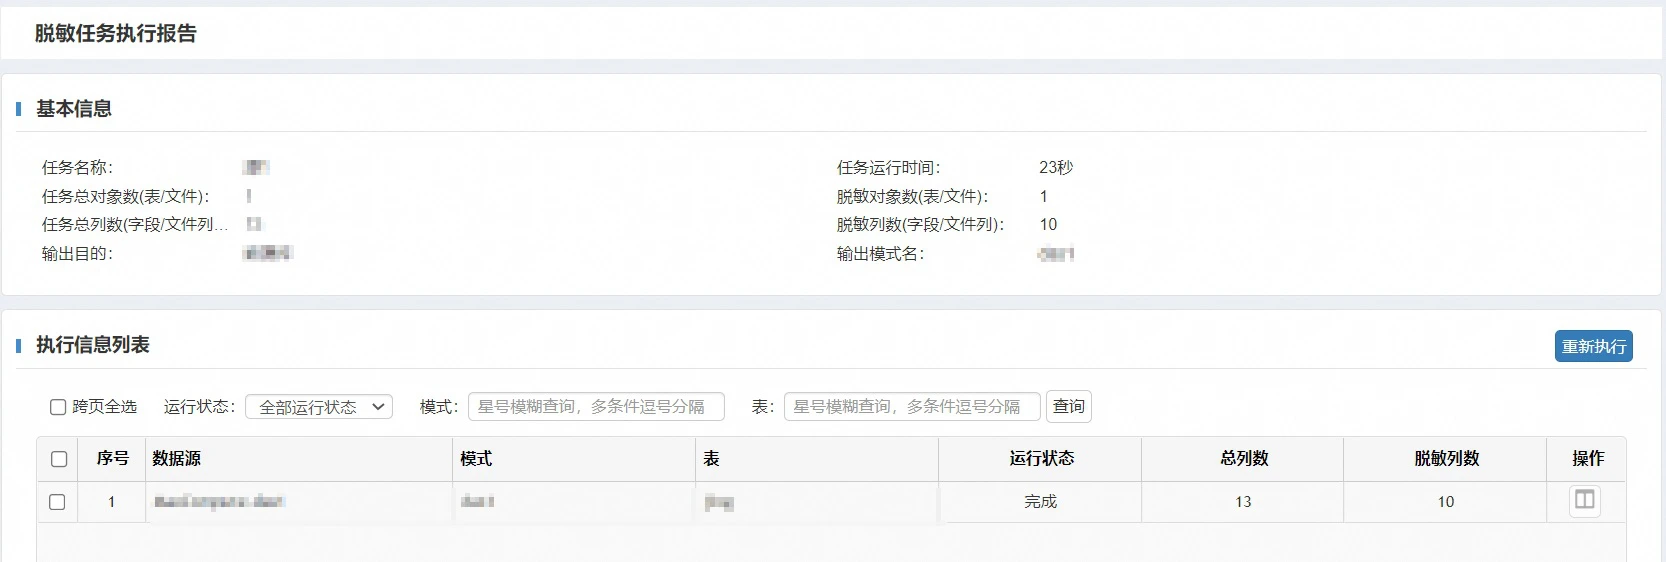 脱敏任务执行报告
基本信息
任务名称： 任务运行时间： 23秒
任务总对象数(表/文件)： 脱敏对象数(表/文件)： 1
任务总列数(字段/文件列... 脱敏列数(字段/文件列)： 10
输出目的： 输出模式名：
执行信息列表 重新执行
跨页全选 运行状态： 全部运行状态 模式： 星号模糊查询，多条件逗号分隔 表： 星号模糊查询，多条件逗号分隔 查询
序号 数据源 模式 表 运行状态 总列数 脱敏列数 操作
1 完成 13 10